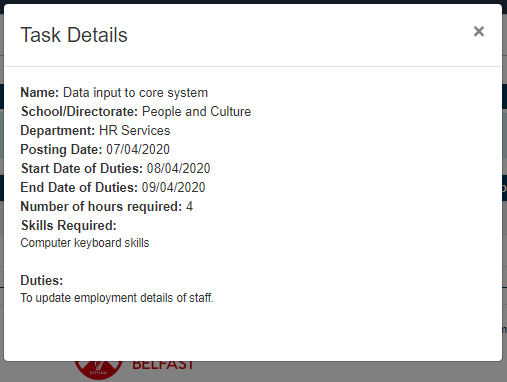 Task Details
×
Name: Data input to core system
School/Directorate: People and Culture
Department: HR Services
Posting Date: 07/04/2020
Start Date of Duties: 08/04/2020
End Date of Duties: 09/04/2020
Number of hours required: 4
Skills Required:
Computer keyboard skills
Duties:
To update employment details of staff.
BELFAST